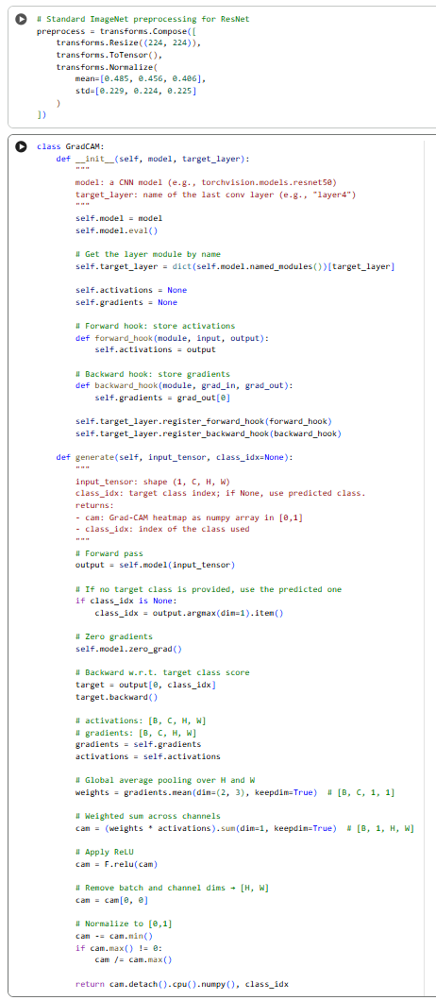 # Standard ImageNet preprocessing for ResNet
preprocess = transforms.Compose([
    transforms.Resize((224, 224)),
    transforms.ToTensor(),
    transforms.Normalize(
        mean=[0.485, 0.456, 0.406],
        std=[0.229, 0.224, 0.225]
    )
])
class GradCAM:
    def __init__(self, model, target_layer):
        """
        model: a CNN model (e.g., torchvision.models.resnet50)
        target_layer: name of the last conv layer (e.g., "layer4")
        """
        self.model = model
        self.model.eval()

        # Get the layer module by name
        self.target_layer = dict(self.model.named_modules())[target_layer]

        self.activations = None
        self.gradients = None

        # Forward hook: store activations
        def forward_hook(module, input, output):
            self.activations = output

        # Backward hook: store gradients
        def backward_hook(module, grad_in, grad_out):
            self.gradients = grad_out[0]

        self.target_layer.register_forward_hook(forward_hook)
        self.target_layer.register_backward_hook(backward_hook)

    def generate(self, input_tensor, class_idx=None):
        """
        input_tensor: shape (1, C, H, W)
        class_idx: target class index; if None, use predicted class.
        returns:
        - cam: Grad-CAM heatmap as numpy array in [0,1]
        - class_idx: index of the class used
        """
        # Forward pass
        output = self.model(input_tensor)

        # If no target class is provided, use the predicted one
        if class_idx is None:
            class_idx = output.argmax(dim=1).item()

        # Zero gradients
        self.model.zero_grad()

        # Backward w.r.t. target class score
        target = output[0, class_idx]
        target.backward()

        # activations: [B, C, H, W]
        # gradients: [B, C, H, W]
        gradients = self.gradients
        activations = self.activations

        # Global average pooling over H and W
        weights = gradients.mean(dim=(2, 3), keepdim=True)  # [B, C, 1, 1]

        # Weighted sum across channels
        cam = (weights * activations).sum(dim=1, keepdim=True)  # [B, 1, H, W]

        # Apply ReLU
        cam = F.relu(cam)

        # Remove batch and channel dims → [H, W]
        cam = cam[0, 0]

        # Normalize to [0,1]
        cam -= cam.min()
        if cam.max() != 0:
            cam /= cam.max()

        return cam.detach().cpu().numpy(), class_idx